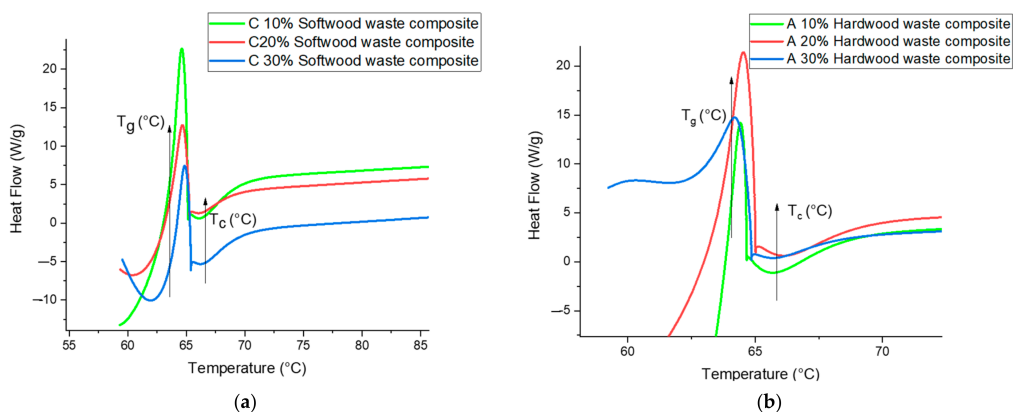 C 10% Softwood waste composite
C20% Softwood waste composite
C 30% Softwood waste composite
Heat Flow (W/g)
20
15
10
5
0
−5
−10
Tg (°C)
Tc (°C)
55
60
65
70
75
80
85
Temperature (°C)
(a)
A 10% Hardwood waste composite
A 20% Hardwood waste composite
A 30% Hardwood waste composite
Heat Flow (W/g)
20
15
10
5
0
−5
Tg (°C)
Tc (°C)
60
65
70
Temperature (°C)
(b)